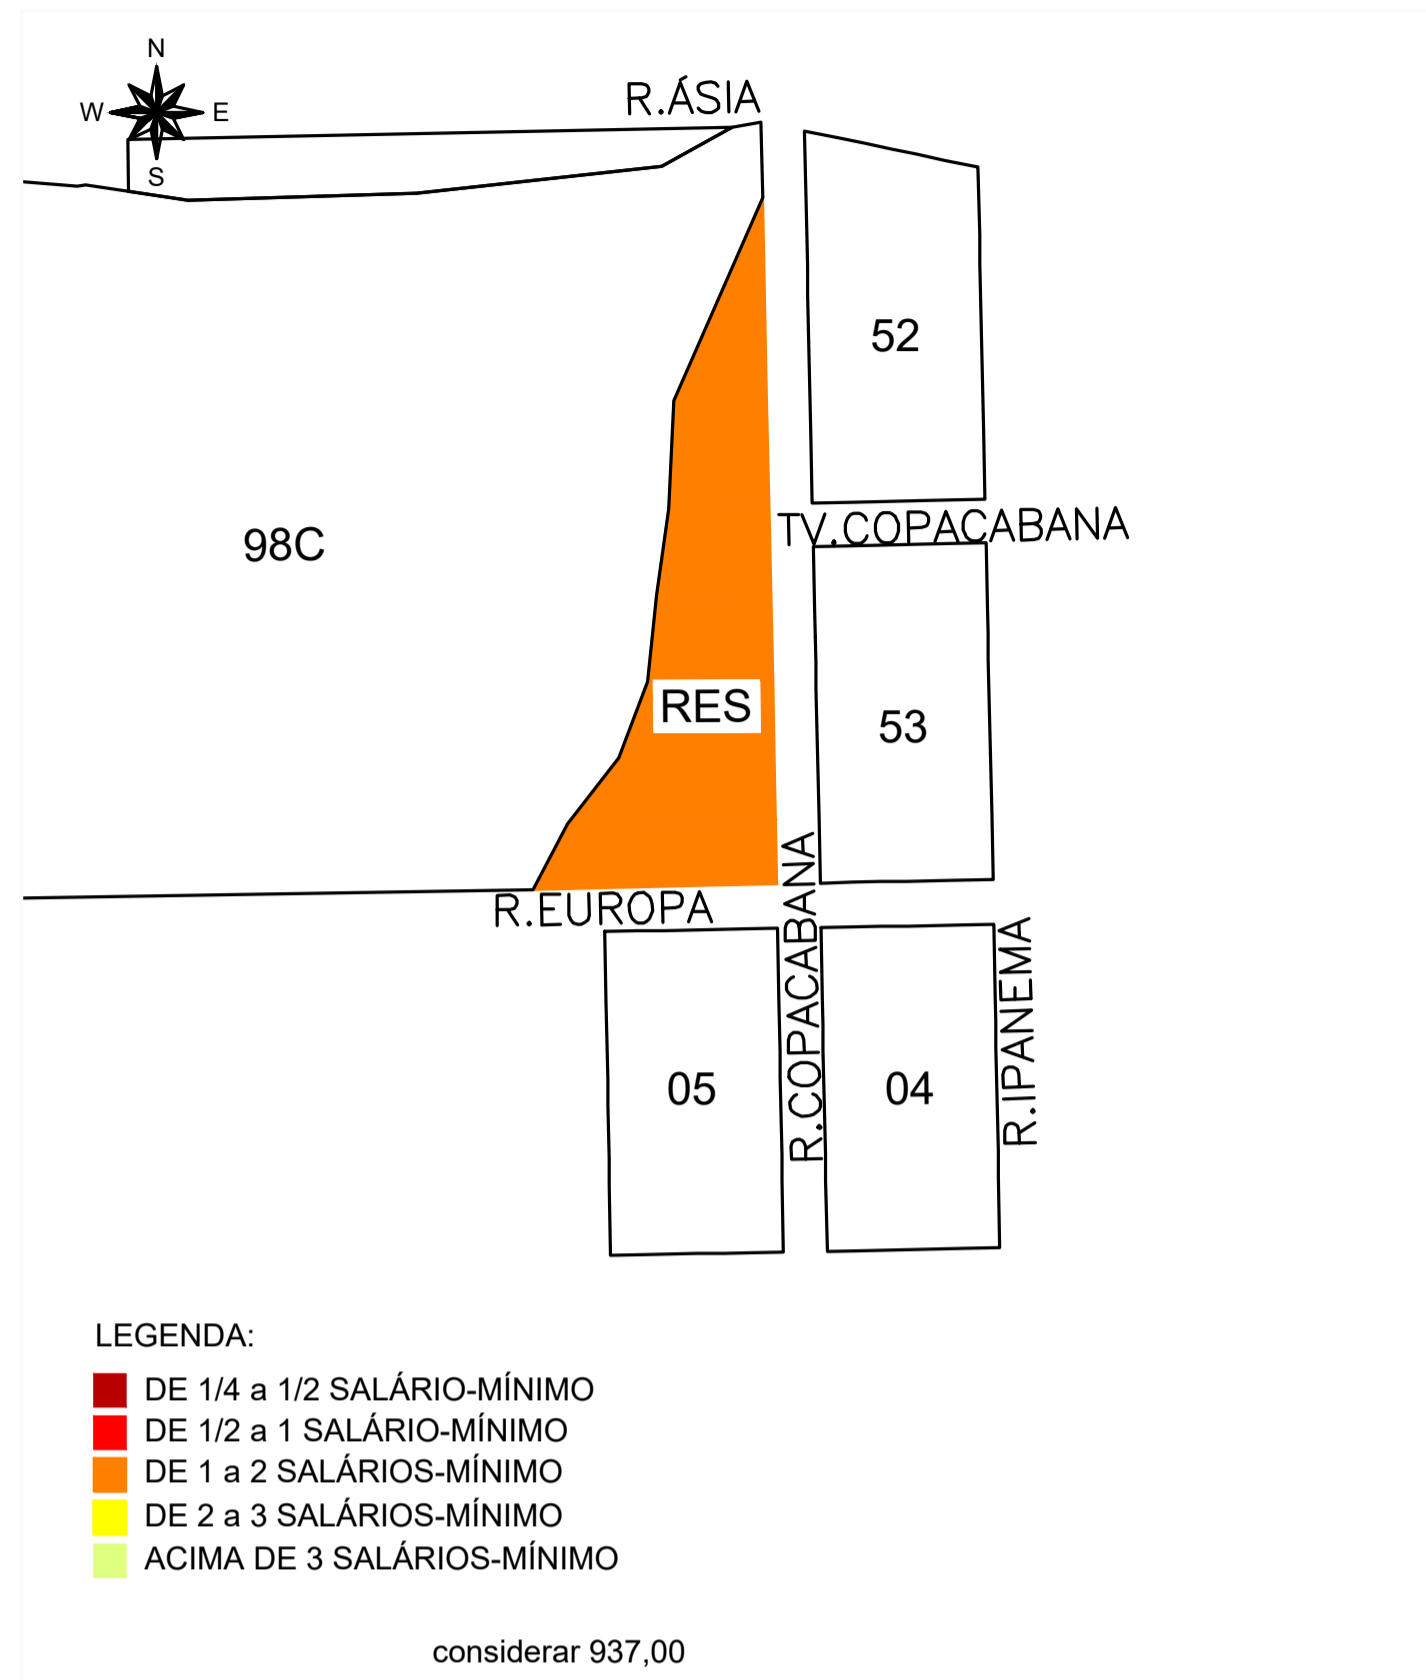 N
W E
S
R.ÁSIA
52
TV.COPACABANA
98C
RES
53
R.EUROPA
R.COPACABANA
R.IPANEMA
05
04
LEGENDA:
DE 1/4 a 1/2 SALÁRIO-MÍNIMO
DE 1/2 a 1 SALÁRIO-MÍNIMO
DE 1 a 2 SALÁRIOS-MÍNIMO
DE 2 a 3 SALÁRIOS-MÍNIMO
ACIMA DE 3 SALÁRIOS-MÍNIMO
considerar 937,00